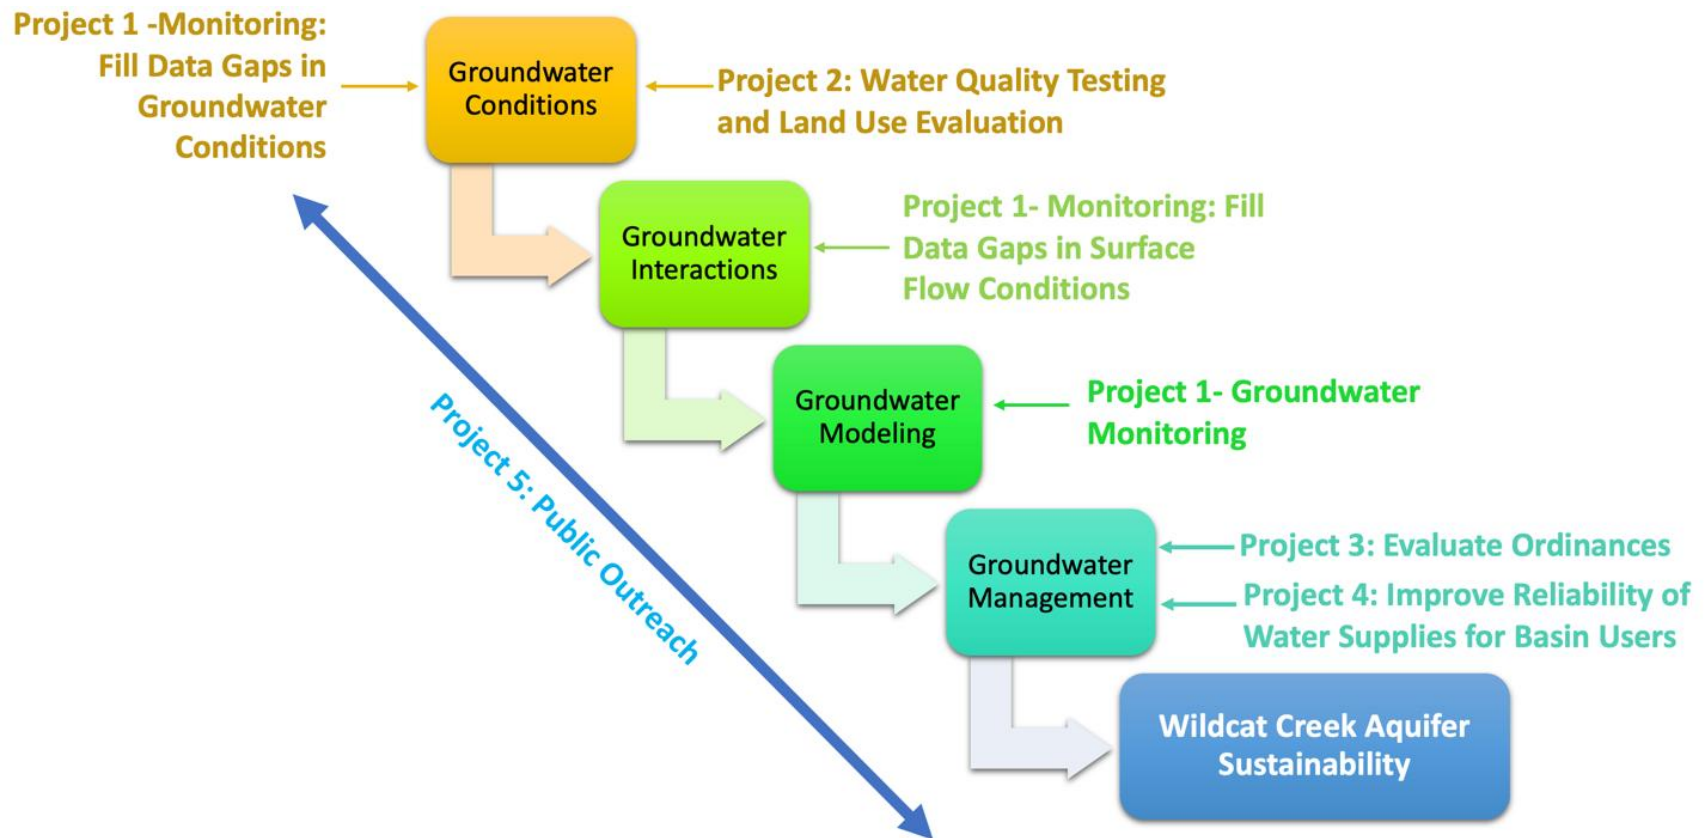 Project 1 -Monitoring:
Fill Data Gaps in
Groundwater
Conditions
Groundwater
Conditions
Project 2: Water Quality Testing
and Land Use Evaluation
Groundwater
Interactions
Project 1- Monitoring: Fill
Data Gaps in Surface
Flow Conditions
Groundwater
Modeling
Project 1- Groundwater
Monitoring
Project 5: Public Outreach
Groundwater
Management
Project 3: Evaluate Ordinances
Project 4: Improve Reliability of
Water Supplies for Basin Users
Wildcat Creek Aquifer
Sustainability